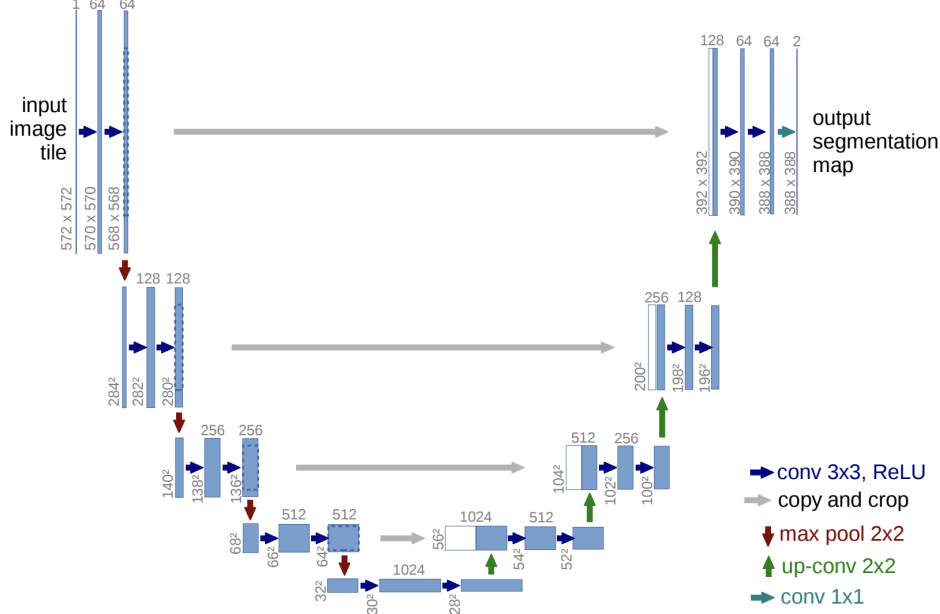 1 64 64
input
image
tile
572 x 572
570 x 570
568 x 568
128 64 64 2
output
segmentation
map
392 x 392
390 x 390
388 x 388
388 x 388
128 128
284²
282²
280²
256 128
200²
198²
196²
256 256
140²
138²
136²
512 256
104²
102²
100²
512 512
68²
66²
64²
1024 512
56²
54²
52²
1024
32²
30²
28²
conv 3x3, ReLU
copy and crop
max pool 2x2
up-conv 2x2
conv 1x1